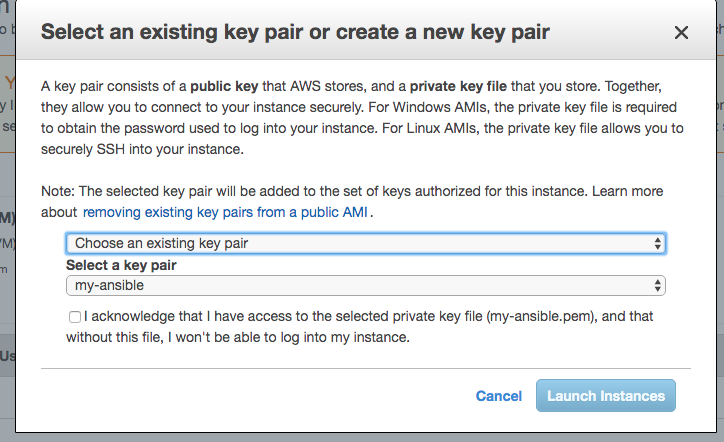 Select an existing key pair or create a new key pair
A key pair consists of a public key that AWS stores, and a private key file that you store. Together,
they allow you to connect to your instance securely. For Windows AMIs, the private key file is required
to obtain the password used to log into your instance. For Linux AMIs, the private key file allows you to
securely SSH into your instance.
Note: The selected key pair will be added to the set of keys authorized for this instance. Learn more
about removing existing key pairs from a public AMI .
Choose an existing key pair
Select a key pair
my-ansible
I acknowledge that I have access to the selected private key file (my-ansible.pem), and that
without this file, I won't be able to log into my instance.
Cancel
Launch Instances